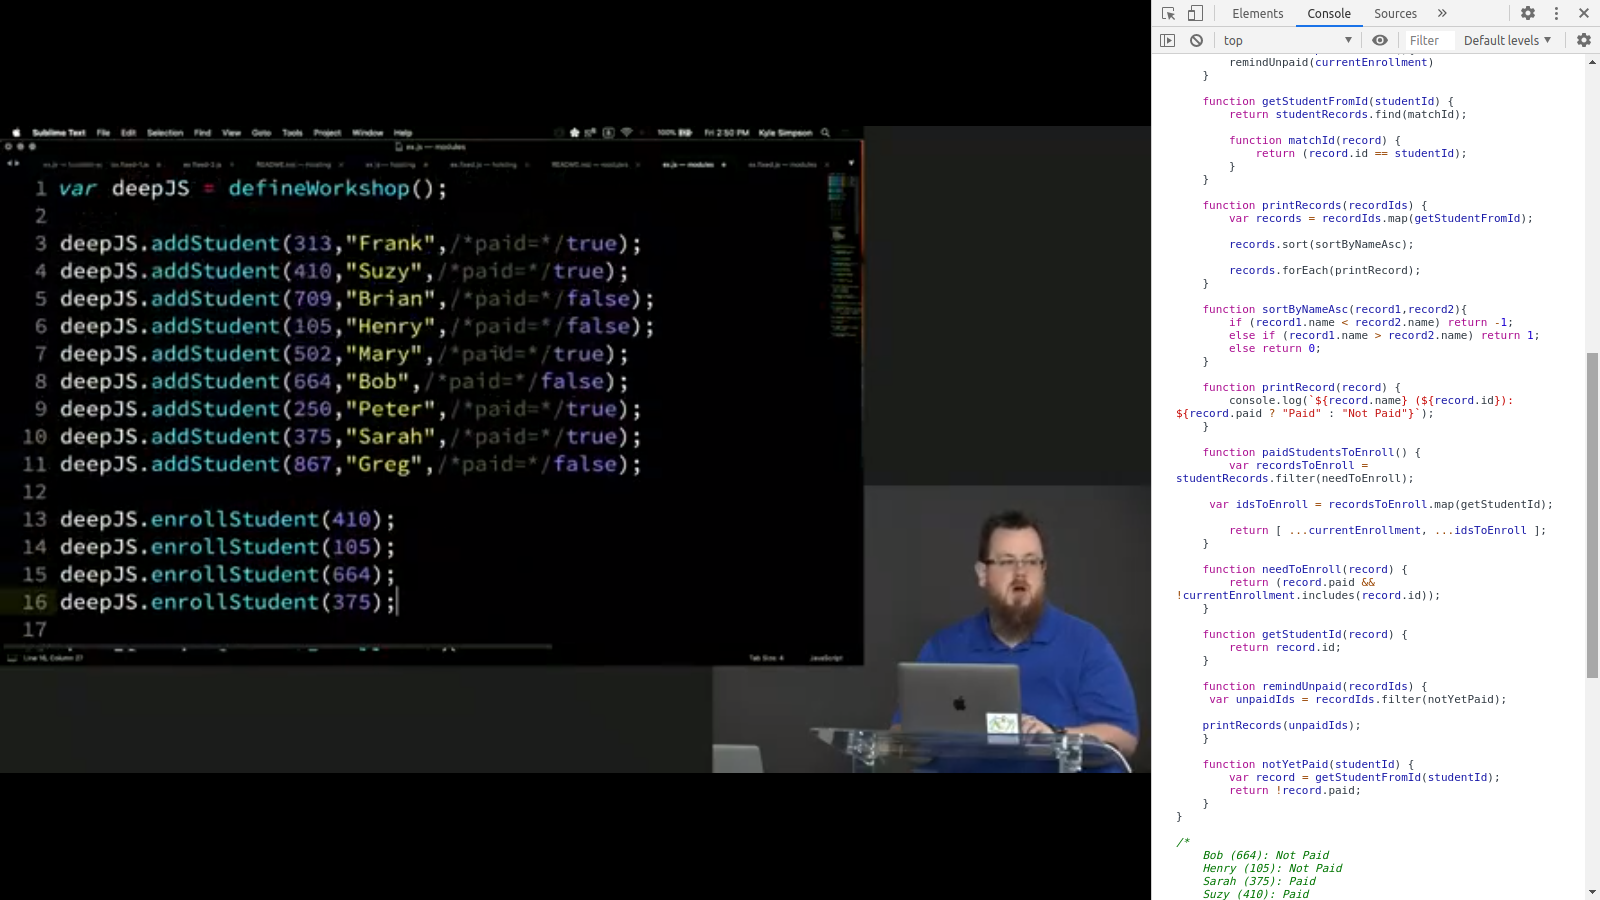 Sublime Text File Edit Selection Find View Goto Tools Project Window Help 100% Fri 2:50 PM Kyle Simpson
ex.js — modules
1 var deepJS = defineWorkshop();
2
3 deepJS.addStudent(313,"Frank",/*paid=*/true);
4 deepJS.addStudent(410,"Suzy",/*paid=*/true);
5 deepJS.addStudent(709,"Brian",/*paid=*/false);
6 deepJS.addStudent(105,"Henry",/*paid=*/false);
7 deepJS.addStudent(502,"Mary",/*paid=*/true);
8 deepJS.addStudent(664,"Bob",/*paid=*/false);
9 deepJS.addStudent(250,"Peter",/*paid=*/true);
10 deepJS.addStudent(375,"Sarah",/*paid=*/true);
11 deepJS.addStudent(867,"Greg",/*paid=*/false);
12
13 deepJS.enrollStudent(410);
14 deepJS.enrollStudent(105);
15 deepJS.enrollStudent(664);
16 deepJS.enrollStudent(375);
17
Line 16, Column 27 Tab Size: 4 JavaScript
Elements Console Sources
top Filter Default levels
remindUnpaid(currentEnrollment)
}
function getStudentFromId(studentId) {
return studentRecords.find(matchId);
function matchId(record) {
return (record.id == studentId);
}
}
function printRecords(recordIds) {
var records = recordIds.map(getStudentFromId);
records.sort(sortByNameAsc);
records.forEach(printRecord);
}
function sortByNameAsc(record1,record2){
if (record1.name < record2.name) return -1;
else if (record1.name > record2.name) return 1;
else return 0;
}
function printRecord(record) {
console.log(`${record.name} (${record.id}):
${record.paid ? "Paid" : "Not Paid"}`);
}
function paidStudentsToEnroll() {
var recordsToEnroll =
studentRecords.filter(needToEnroll);
var idsToEnroll = recordsToEnroll.map(getStudentId);
return [ ...currentEnrollment, ...idsToEnroll ];
}
function needToEnroll(record) {
return (record.paid &&
!currentEnrollment.includes(record.id));
}
function getStudentId(record) {
return record.id;
}
function remindUnpaid(recordIds) {
var unpaidIds = recordIds.filter(notYetPaid);
printRecords(unpaidIds);
}
function notYetPaid(studentId) {
var record = getStudentFromId(studentId);
return !record.paid;
}
}
/*
Bob (664): Not Paid
Henry (105): Not Paid
Sarah (375): Paid
Suzy (410): Paid